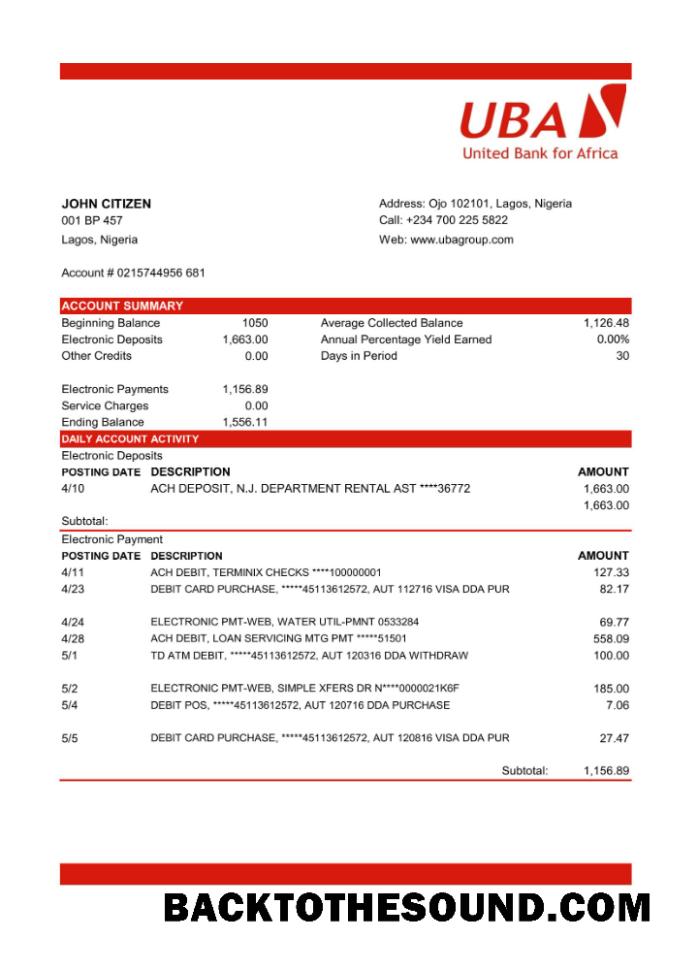 UBA
United Bank for Africa
JOHN CITIZEN
001 BP 457
Lagos, Nigeria
Address: Ojo 102101, Lagos, Nigeria
Call: +234 700 225 5822
Web: www.ubagroup.com
Account # 0215744956 681
ACCOUNT SUMMARY
Beginning Balance 1050 Average Collected Balance 1,126.48
Electronic Deposits 1,663.00 Annual Percentage Yield Earned 0.00%
Other Credits 0.00 Days in Period 30
Electronic Payments 1,156.89
Service Charges 0.00
Ending Balance 1,556.11
DAILY ACCOUNT ACTIVITY
Electronic Deposits
POSTING DATE DESCRIPTION AMOUNT
4/10 ACH DEPOSIT, N.J. DEPARTMENT RENTAL AST ****36772 1,663.00
1,663.00
Subtotal:
Electronic Payment
POSTING DATE DESCRIPTION AMOUNT
4/11 ACH DEBIT, TERMINIX CHECKS ****100000001 127.33
4/23 DEBIT CARD PURCHASE, *****45113612572, AUT 112716 VISA DDA PUR 82.17
4/24 ELECTRONIC PMT-WEB, WATER UTIL-PMNT 0533284 69.77
4/28 ACH DEBIT, LOAN SERVICING MTG PMT *****51501 558.09
5/1 TD ATM DEBIT, *****45113612572, AUT 120316 DDA WITHDRAW 100.00
5/2 ELECTRONIC PMT-WEB, SIMPLE XFERS DR N****0000021K6F 185.00
5/4 DEBIT POS, *****45113612572, AUT 120716 DDA PURCHASE 7.06
5/5 DEBIT CARD PURCHASE, *****45113612572, AUT 120816 VISA DDA PUR 27.47
Subtotal: 1,156.89
BACKTOTHESOUND.COM